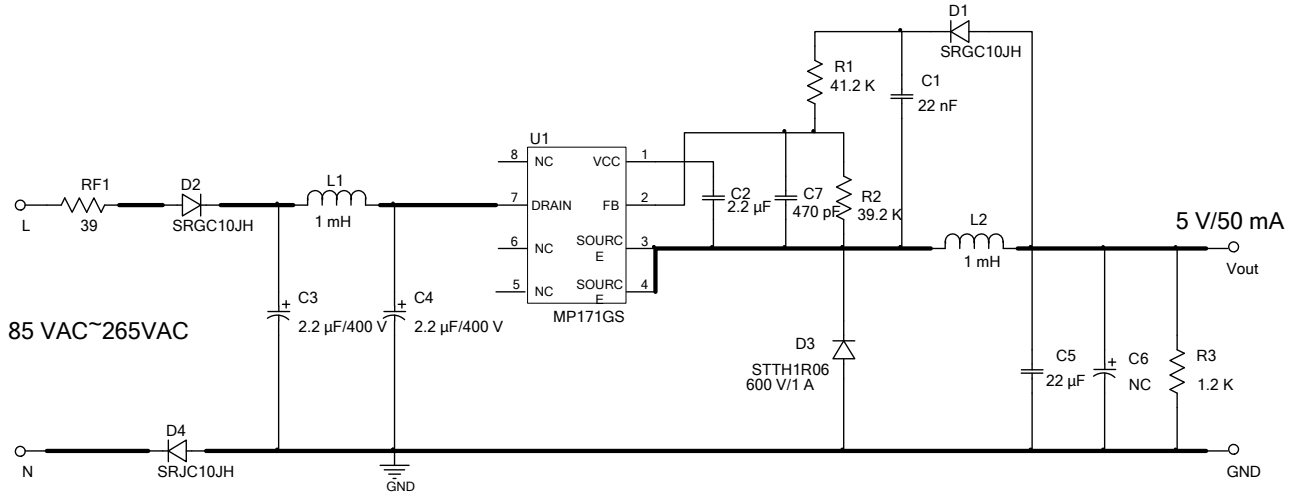 D1
SRGC10JH
R1
41.2 K
C1
22 nF
U1
8 NC
VCC 1
7 DRAIN
FB 2
6 NC
SOURC
E
3
5 NC
SOURC
E
4
MP171GS
RF1
39
L
D2
SRGC10JH
L1
1 mH
C2
2.2 µF
C7
470 pF
R2
39.2 K
L2
1 mH
5 V/50 mA
Vout
85 VAC~265VAC
C3
+
2.2 µF/400 V
C4
+
2.2 µF/400 V
D3
STTH1R06
600 V/1 A
C5
22 µF
C6
+
NC
R3
1.2 K
N
D4
SRJC10JH
GND
GND